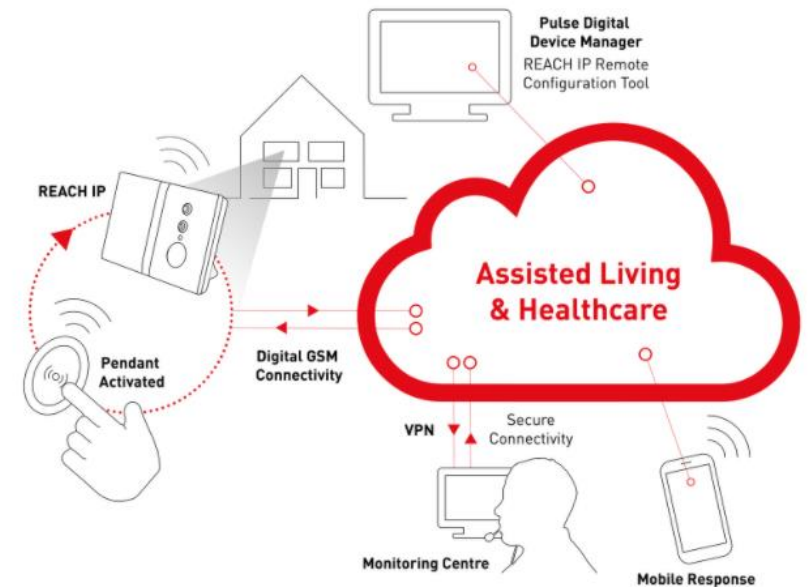 Pulse Digital
Device Manager
REACH IP Remote
Configuration Tool
REACH IP
Assisted Living
& Healthcare
Pendant
Activated
Digital GSM
Connectivity
VPN
Secure
Connectivity
Monitoring Centre
Mobile Response